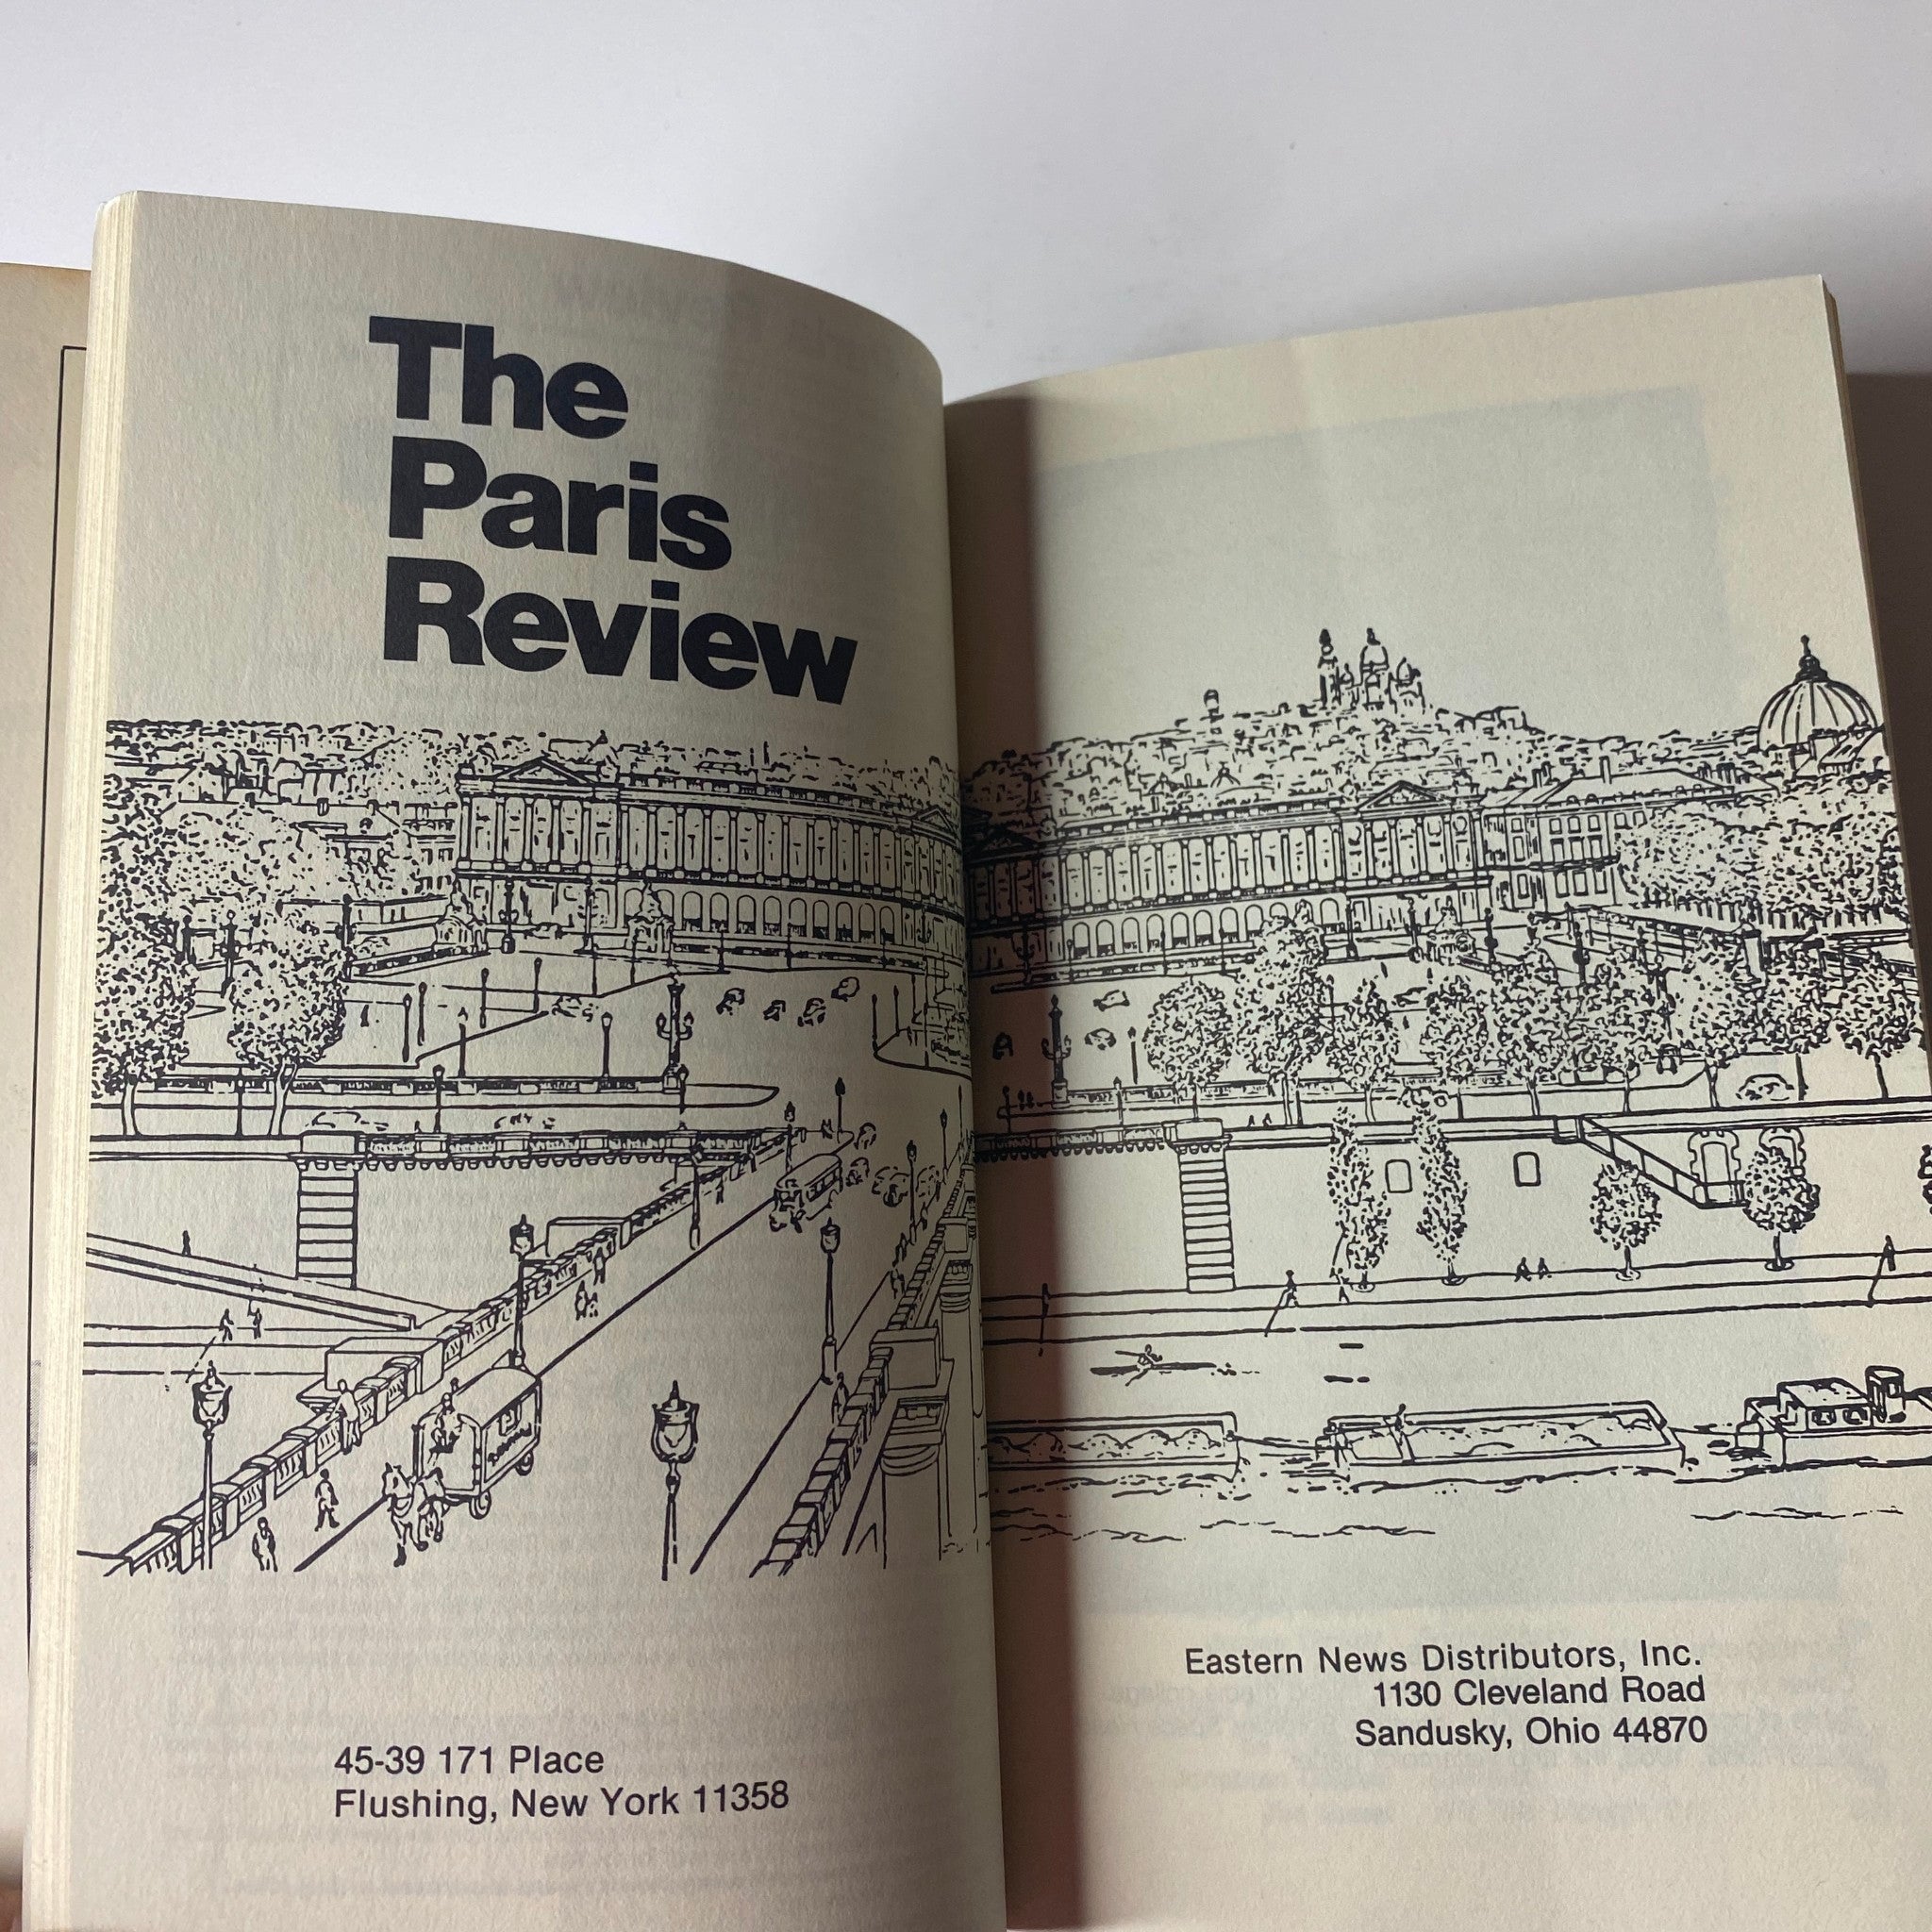 The
Paris
Review
45-39 171 Place
Flushing, New York 11358
Eastern News Distributors, Inc.
1130 Cleveland Road
Sandusky, Ohio 44870